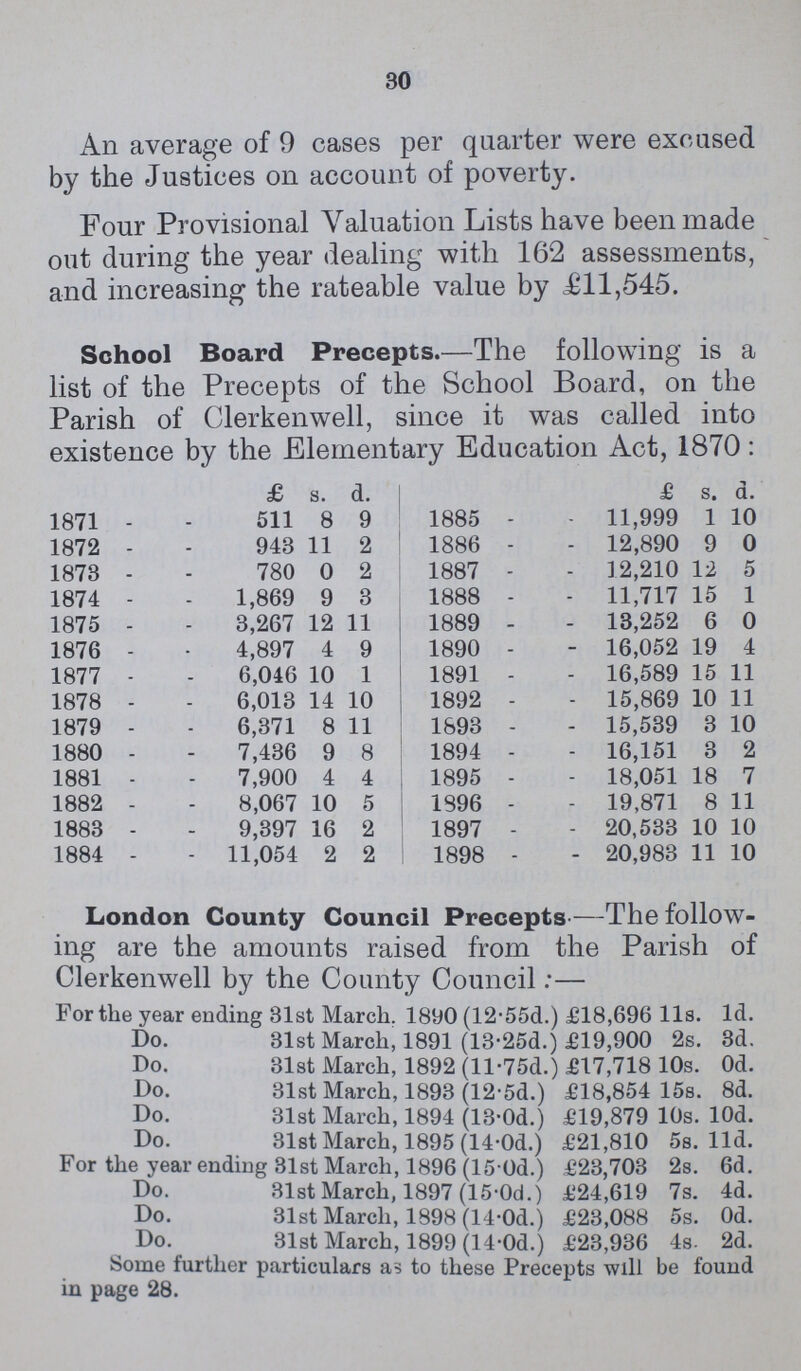 30
An average of 9 cases per quarter were excused
by the Justices on account of poverty.
Four Provisional Valuation Lists have been made
out during the year dealing with 162 assessments,
and increasing the rateable value by £11,545.
School Board Precepts.—The following is a
list of the Precepts of the School Board, on the
Parish of Clerkenwell, since it was called into
existence by the Elementary Education Act, 1870 :
£ s. d.
1871 - - 511 8 9
1872 - - 943 11 2
1873 - - 780 0 2
1874 - - 1,869 9 3
1875 - - 3,267 12 11
1876 - - 4,897 4 9
1877 - - 6,046 10 1
1878 - - 6,013 14 10
1879 - - 6,371 8 11
1880 - - 7,436 9 8
1881 - - 7,900 4 4
1882 - - 8,067 10 5
1883 - - 9,397 16 2
1884 - - 11,054 2 2
£ s. d.
1885 - - 11,999 1 10
1886 - - 12,890 9 0
1887 - - 12,210 12 5
1888 - - 11,717 15 1
1889 - - 13,252 6 0
1890 - - 16,052 19 4
1891 - - 16,589 15 11
1892 - - 15,869 10 11
1893 - - 15,539 3 10
1894 - - 16,151 3 2
1895 - - 18,051 18 7
1896 - - 19,871 8 11
1897 - - 20,533 10 10
1898 - - 20,983 11 10
London County Council Precepts.—The follow-
ing are the amounts raised from the Parish of
Clerkenwell by the County Council :—
For the year ending 31st March. 1890 (12·55d.) £18,696 11s. 1d.
Do. 31st March, 1891 (13·25d.) £19,900 2s. 3d.
Do. 31st March, 1892 (11·75d.) £17,718 10s. 0d.
Do. 31st March, 1893 (12·5d.) £18,854 15s. 8d.
Do. 31st March, 1894 (13·0d.) £19,879 10s. 10d.
Do. 31st March, 1895 (14·0d.) £21,810 5s. 11d.
For the year ending 31st March, 1896 (15·0d.) £23,703 2s. 6d.
Do. 31st March, 1897 (15·0d.) £24,619 7s. 4d.
Do. 31st March, 1898 (14·0d.) £23,088 5s. 0d.
Do. 31st March, 1899 (14·0d.) £23,936 4s. 2d.
Some further particulars as to these Precepts will be found
in page 28.